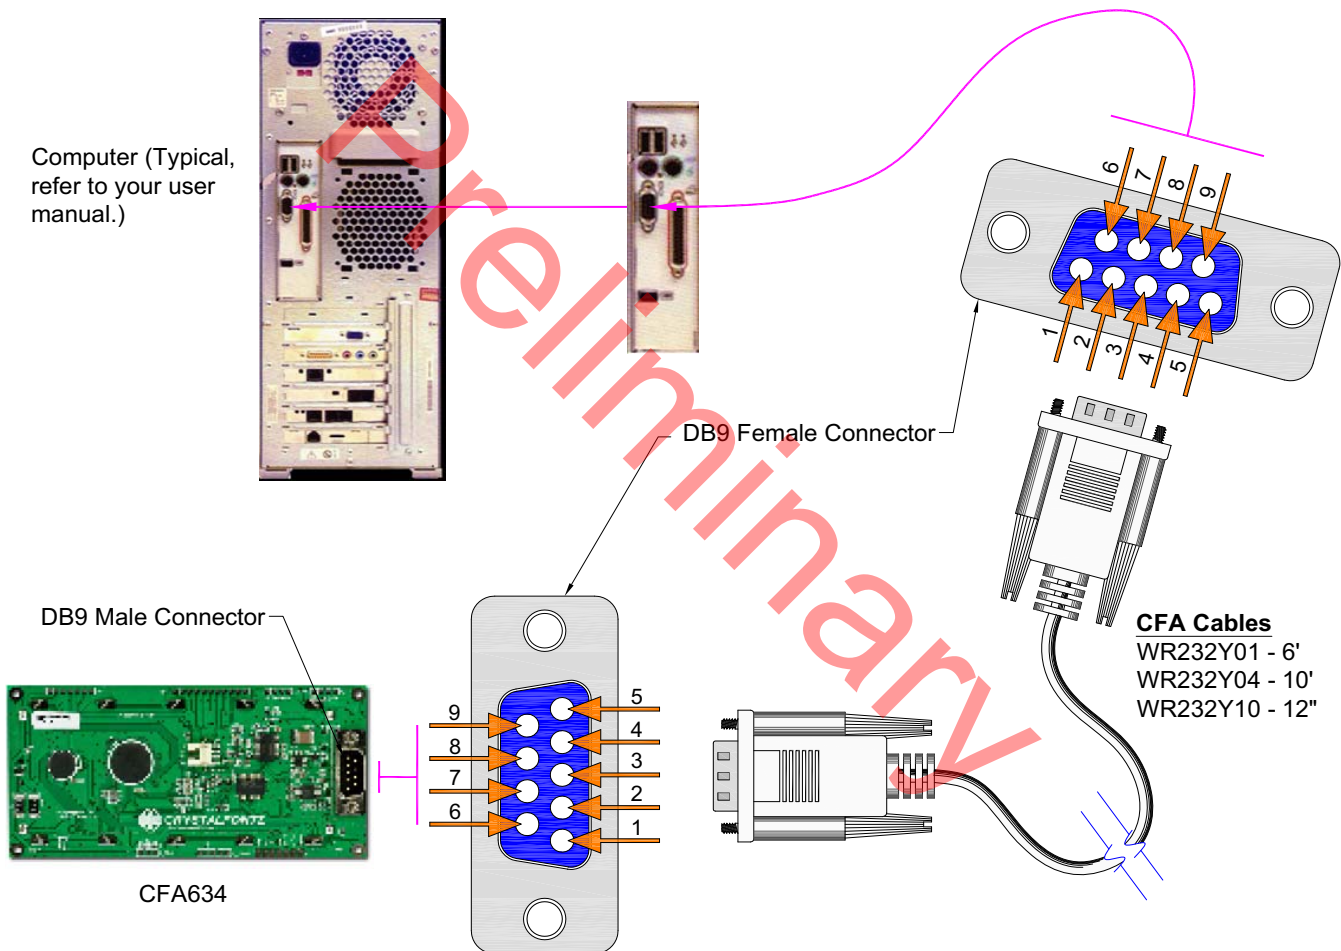 Computer (Typical,
refer to your user
manual.)
Preliminary
6
7
8
9
1
2
3
4
5
DB9 Female Connector
DB9 Male Connector
CFA Cables
WR232Y01 - 6'
WR232Y04 - 10'
WR232Y10 - 12"
9
8
7
6
5
4
3
2
1
CRYSTALFONTZ
CFA634